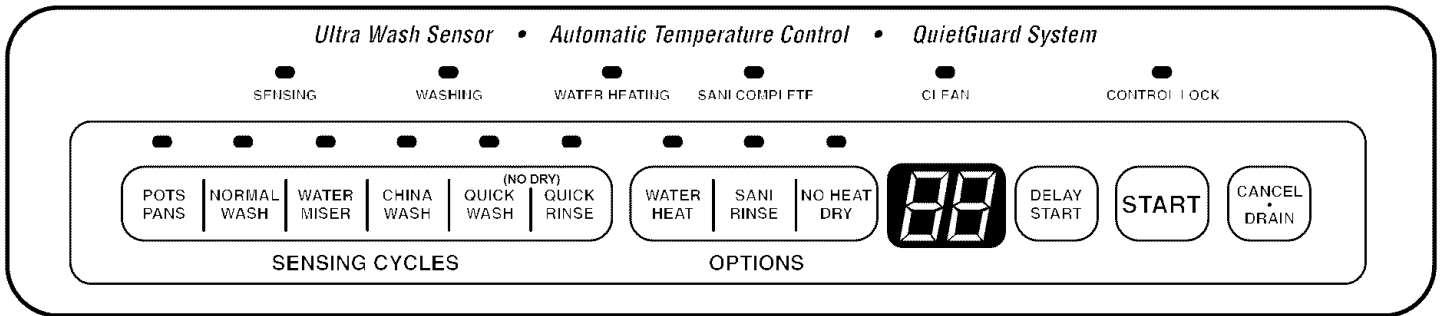 Ultra Wash Sensor • Automatic Temperature Control • QuietGuard System
SENSING WASHING WATER HEATING SANI COMPLETE CLEAN CONTROL LOCK
(NO DRY)
POTS NORMAL WATER CHINA QUICK QUICK WATER SANI NO HEAT DELAY START CANCEL
PANS WASH MISER WASH WASH RINSE HEAT RINSE DRY 88 START • DRAIN
SENSING CYCLES OPTIONS